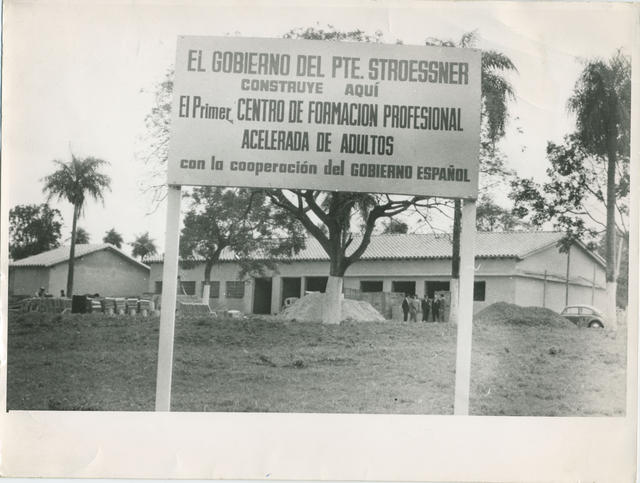 EL GOBIERNO DEL PTE. STROESSNER
CONSTRUYE AQUÍ
El Primer, CENTRO DE FORMACION PROFESIONAL
ACELERADA DE ADULTOS
con la cooperación del GOBIERNO ESPAÑOL